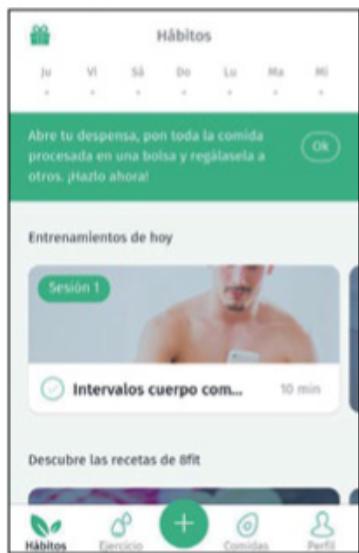 Hábitos
Ju Vi Sá Do Lu Ma Mi
Abre tu despensa, pon toda la comida
procesada en una bolsa y regálasela a
otros. ¡Hazlo ahora!
Ok
Entrenamientos de hoy
Sesión 1
Intervalos cuerpo com...
10 min
Descubre las recetas de 8fit
Hábitos Ejercicio Comidas Perfil